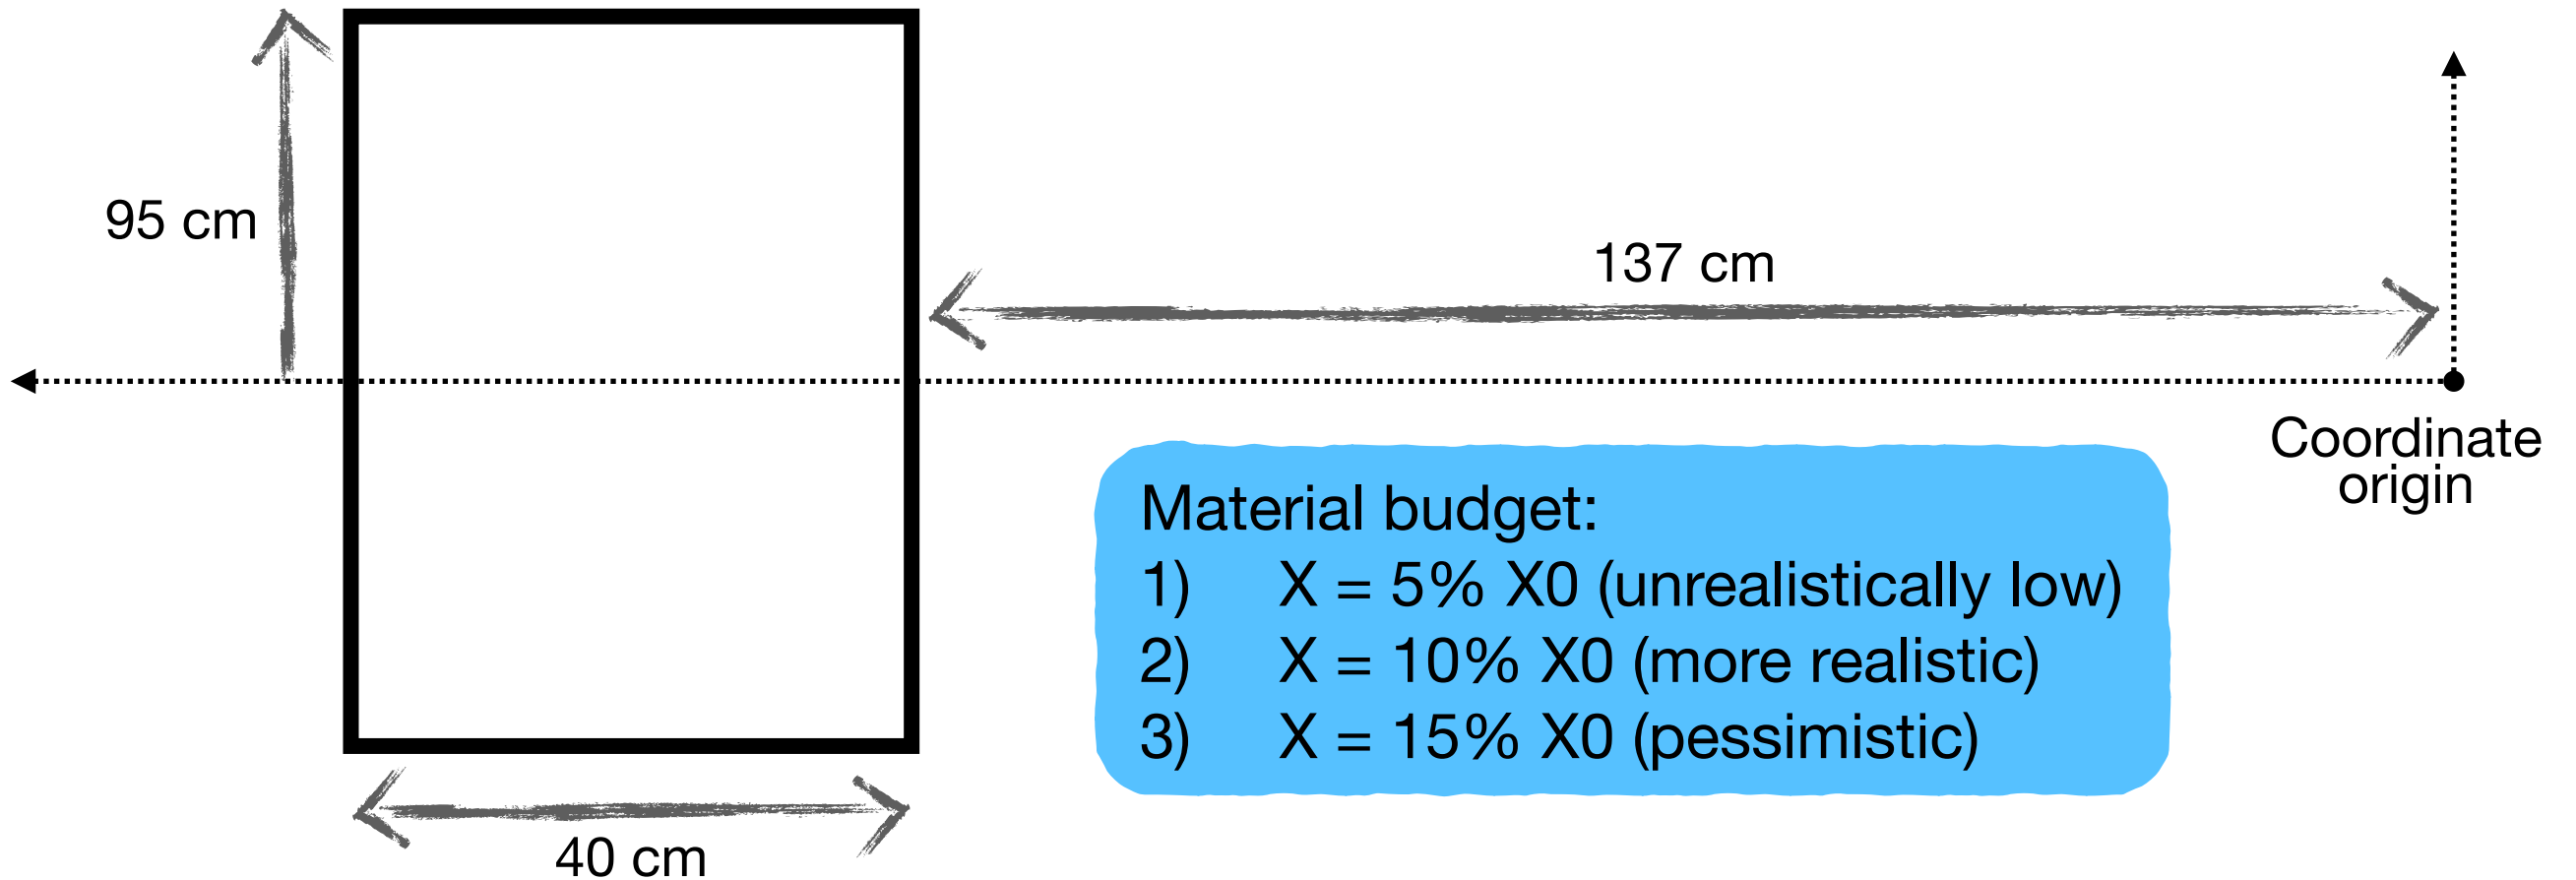 95 cm
137 cm
Coordinate
origin
Material budget:
1) X = 5% X0 (unrealistically low)
2) X = 10% X0 (more realistic)
3) X = 15% X0 (pessimistic)
40 cm